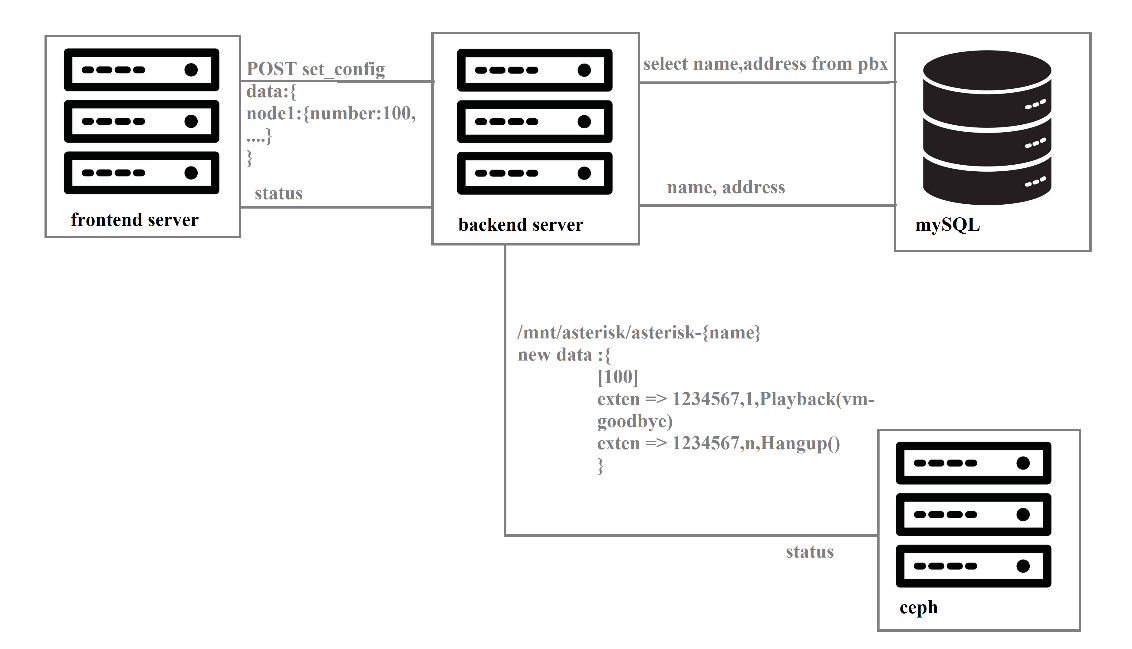 POST set_config
data:{
node1:{number:100,
....}
}
status
frontend server
backend server
select name,address from pbx
name, address
mySQL
/mnt/asterisk/asterisk-{name}
new data :{
[100]
exten => 1234567,1,Playback(vm-
goodbye)
exten => 1234567,n,Hangup()
}
status
ceph